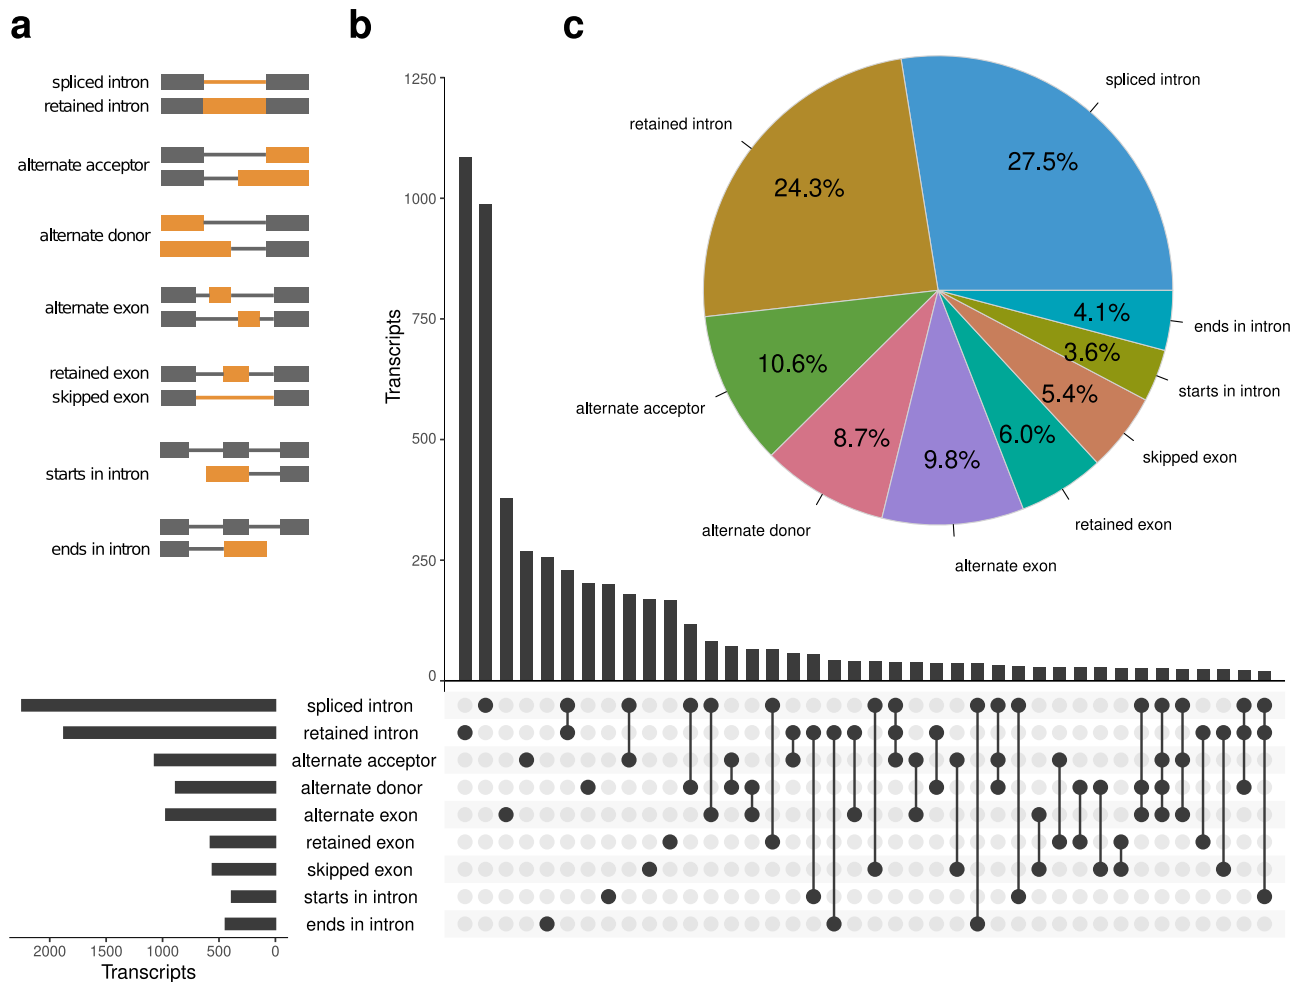 a
b
c
spliced intron
retained intron
alternate acceptor
alternate donor
alternate exon
retained exon
skipped exon
starts in intron
ends in intron
1250
1000
750
500
250
0
Transcripts
spliced intron
27.5%
retained intron
24.3%
alternate acceptor
10.6%
alternate donor
8.7%
alternate exon
9.8%
retained exon
6.0%
skipped exon
5.4%
starts in intron
3.6%
ends in intron
4.1%
spliced intron
retained intron
alternate acceptor
alternate donor
alternate exon
retained exon
skipped exon
starts in intron
ends in intron
2000 1500 1000 500 0
Transcripts